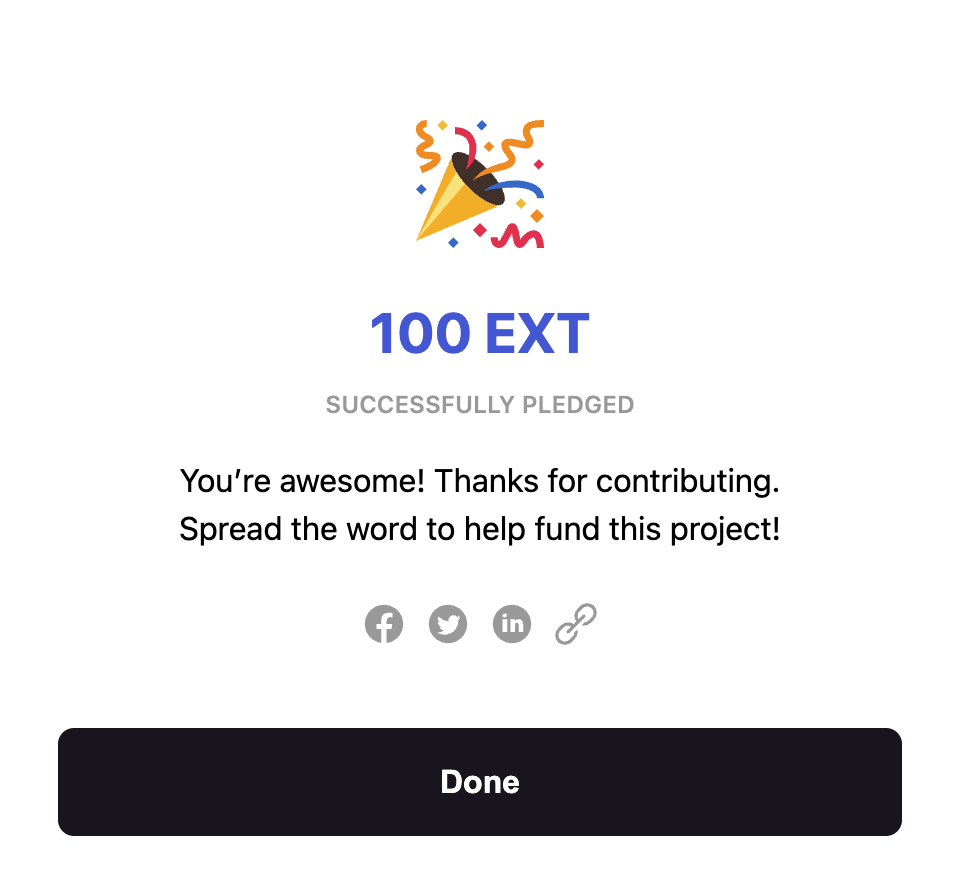 100 EXT
SUCCESSFULLY PLEDGED
You’re awesome! Thanks for contributing.
Spread the word to help fund this project!
in
Done